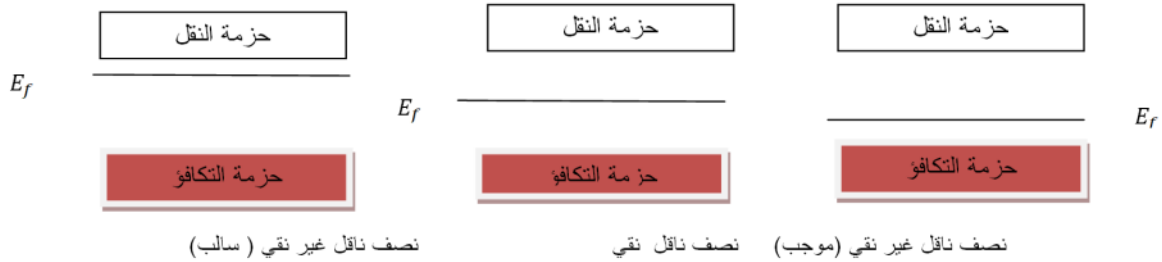 حزمة النقل
حزمة النقل
حزمة النقل
E_f
E_f
E_f
حزمة التكافؤ
حزمة التكافؤ
حزمة التكافؤ
نصف ناقل غير نقي (موجب)
نصف ناقل نقي
نصف ناقل غير نقي ( سالب)